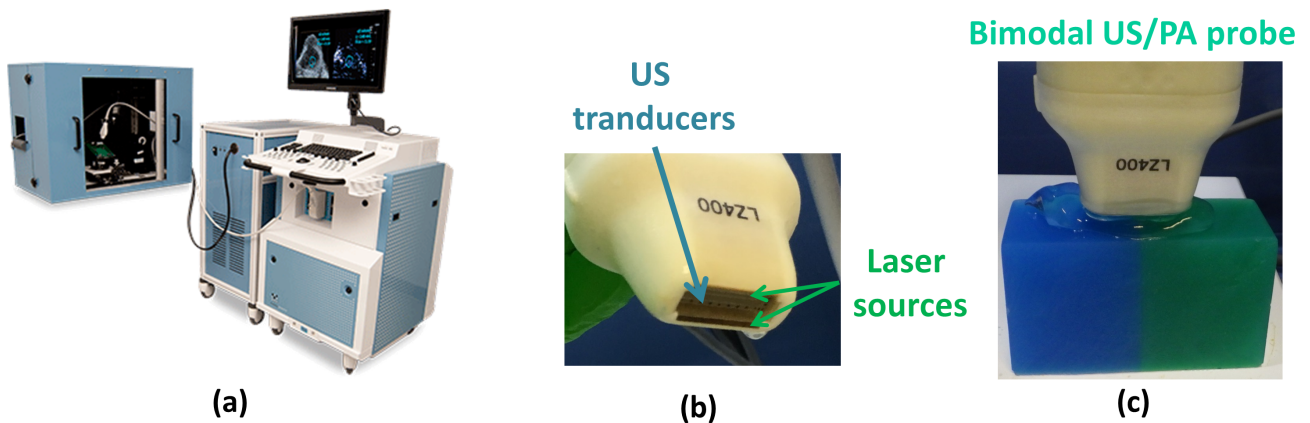 US
tranducers
Laser
sources
Bimodal US/PA probe
LZ400
LZ400
(a)
(b)
(c)